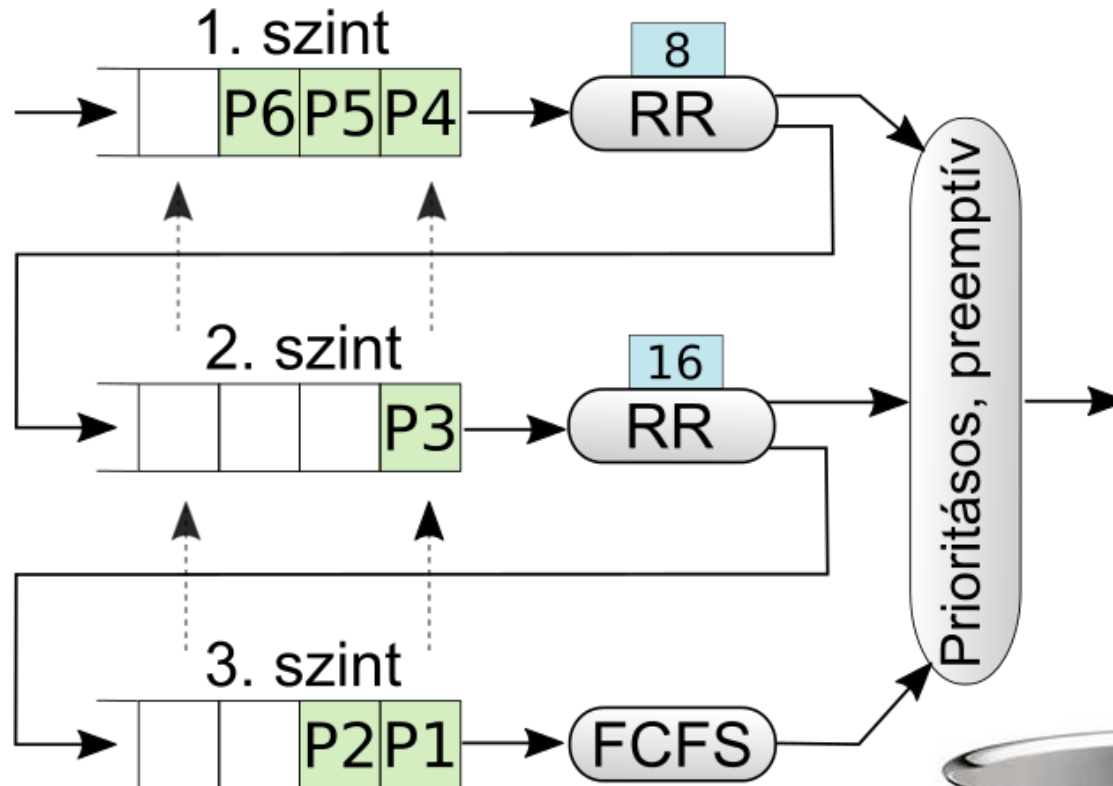 1. szint
8
P6 P5 P4
RR
2. szint
16
P3
RR
3. szint
P2 P1
FCFS
Prioritásos, preemptív